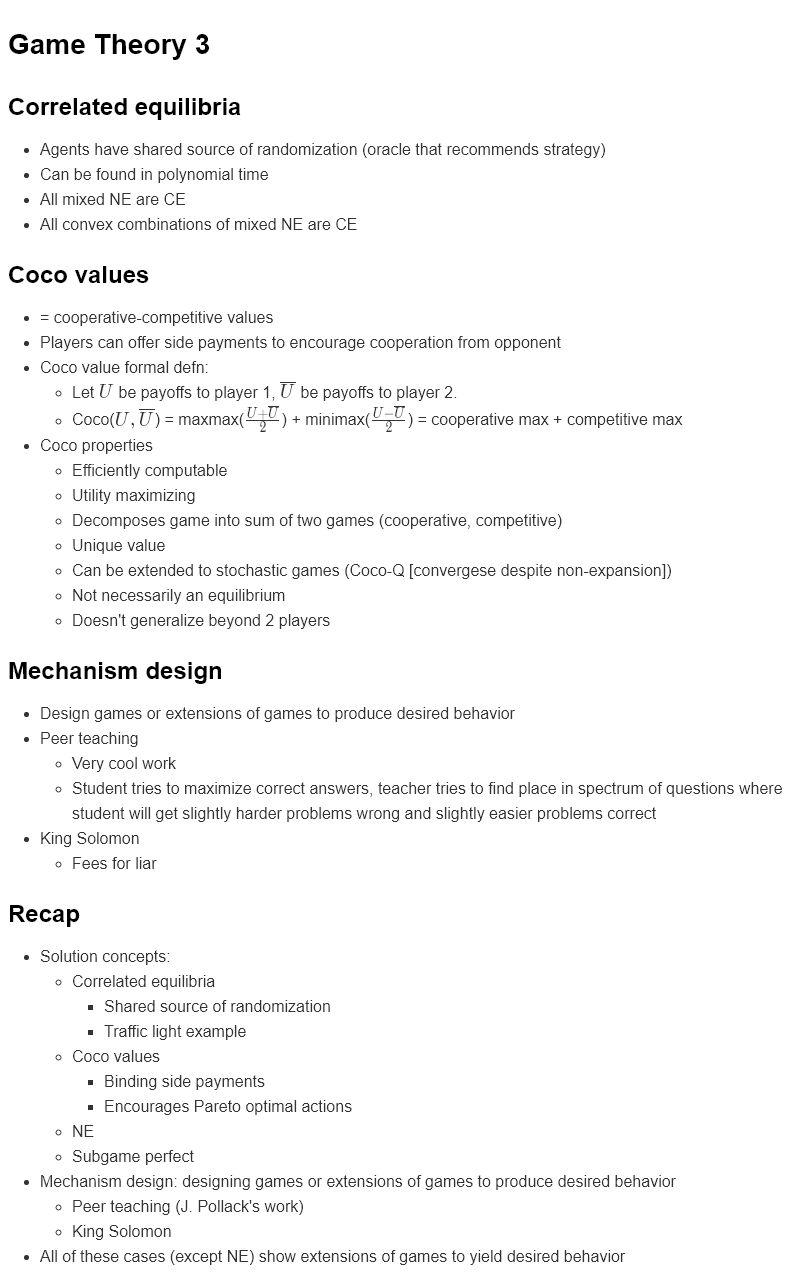 Game Theory 3
Correlated equilibria
• Agents have shared source of randomization (oracle that recommends strategy)
• Can be found in polynomial time
• All mixed NE are CE
• All convex combinations of mixed NE are CE
Coco values
• = cooperative-competitive values
• Players can offer side payments to encourage cooperation from opponent
• Coco value formal defn:
◦ Let U be payoffs to player 1, U̅ be payoffs to player 2.
◦ Coco(U, U̅) = maxmax((U+U̅)/2) + minimax((U−U̅)/2) = cooperative max + competitive max
• Coco properties
◦ Efficiently computable
◦ Utility maximizing
◦ Decomposes game into sum of two games (cooperative, competitive)
◦ Unique value
◦ Can be extended to stochastic games (Coco-Q [convergese despite non-expansion])
◦ Not necessarily an equilibrium
◦ Doesn't generalize beyond 2 players
Mechanism design
• Design games or extensions of games to produce desired behavior
• Peer teaching
◦ Very cool work
◦ Student tries to maximize correct answers, teacher tries to find place in spectrum of questions where
student will get slightly harder problems wrong and slightly easier problems correct
• King Solomon
◦ Fees for liar
Recap
• Solution concepts:
◦ Correlated equilibria
▪ Shared source of randomization
▪ Traffic light example
◦ Coco values
▪ Binding side payments
▪ Encourages Pareto optimal actions
◦ NE
◦ Subgame perfect
• Mechanism design: designing games or extensions of games to produce desired behavior
◦ Peer teaching (J. Pollack's work)
◦ King Solomon
• All of these cases (except NE) show extensions of games to yield desired behavior